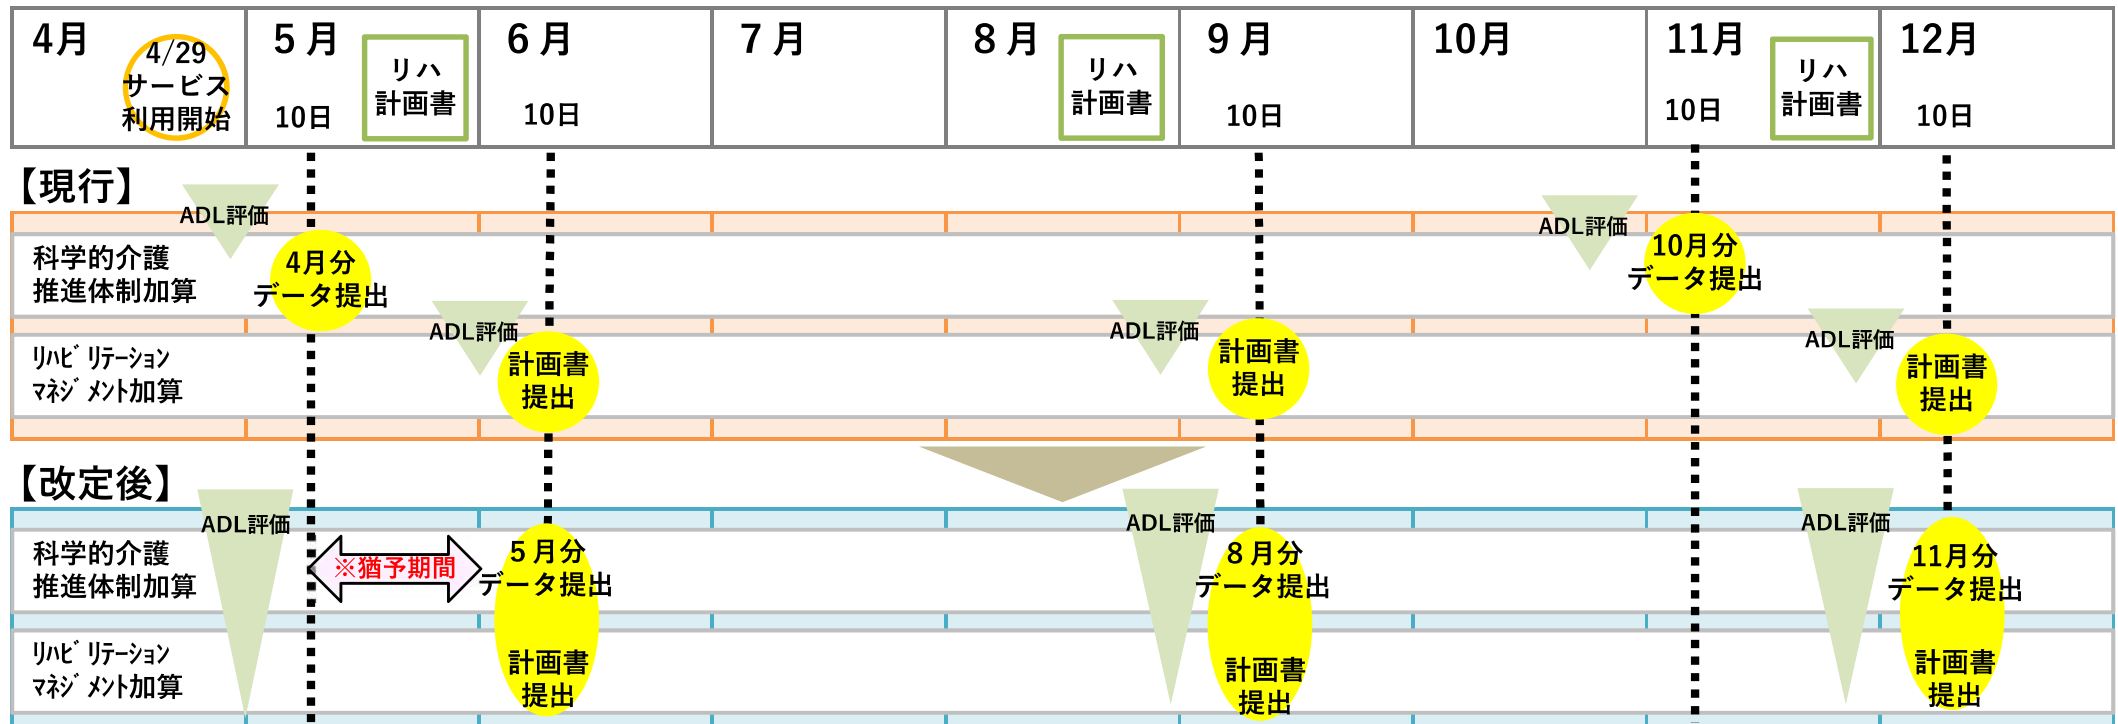 4月
4/29
サービス
利用開始
5月
10日
リハ
計画書
6月
10日
7月
8月
リハ
計画書
9月
10日
10月
11月
10日
リハ
計画書
12月
10日
【現行】
ADL評価
科学的介護
推進体制加算
4月分
データ提出
ADL評価
10月分
データ提出
ﾘﾊﾋﾞﾘﾃｰｼｮﾝ
ﾏﾈｼﾞﾒﾝﾄ加算
ADL評価
計画書
提出
ADL評価
計画書
提出
ADL評価
計画書
提出
【改定後】
ADL評価
科学的介護
推進体制加算
※猶予期間
5月分
データ提出
ADL評価
8月分
データ提出
ADL評価
11月分
データ提出
ﾘﾊﾋﾞﾘﾃｰｼｮﾝ
ﾏﾈｼﾞﾒﾝﾄ加算
計画書
提出
計画書
提出
計画書
提出